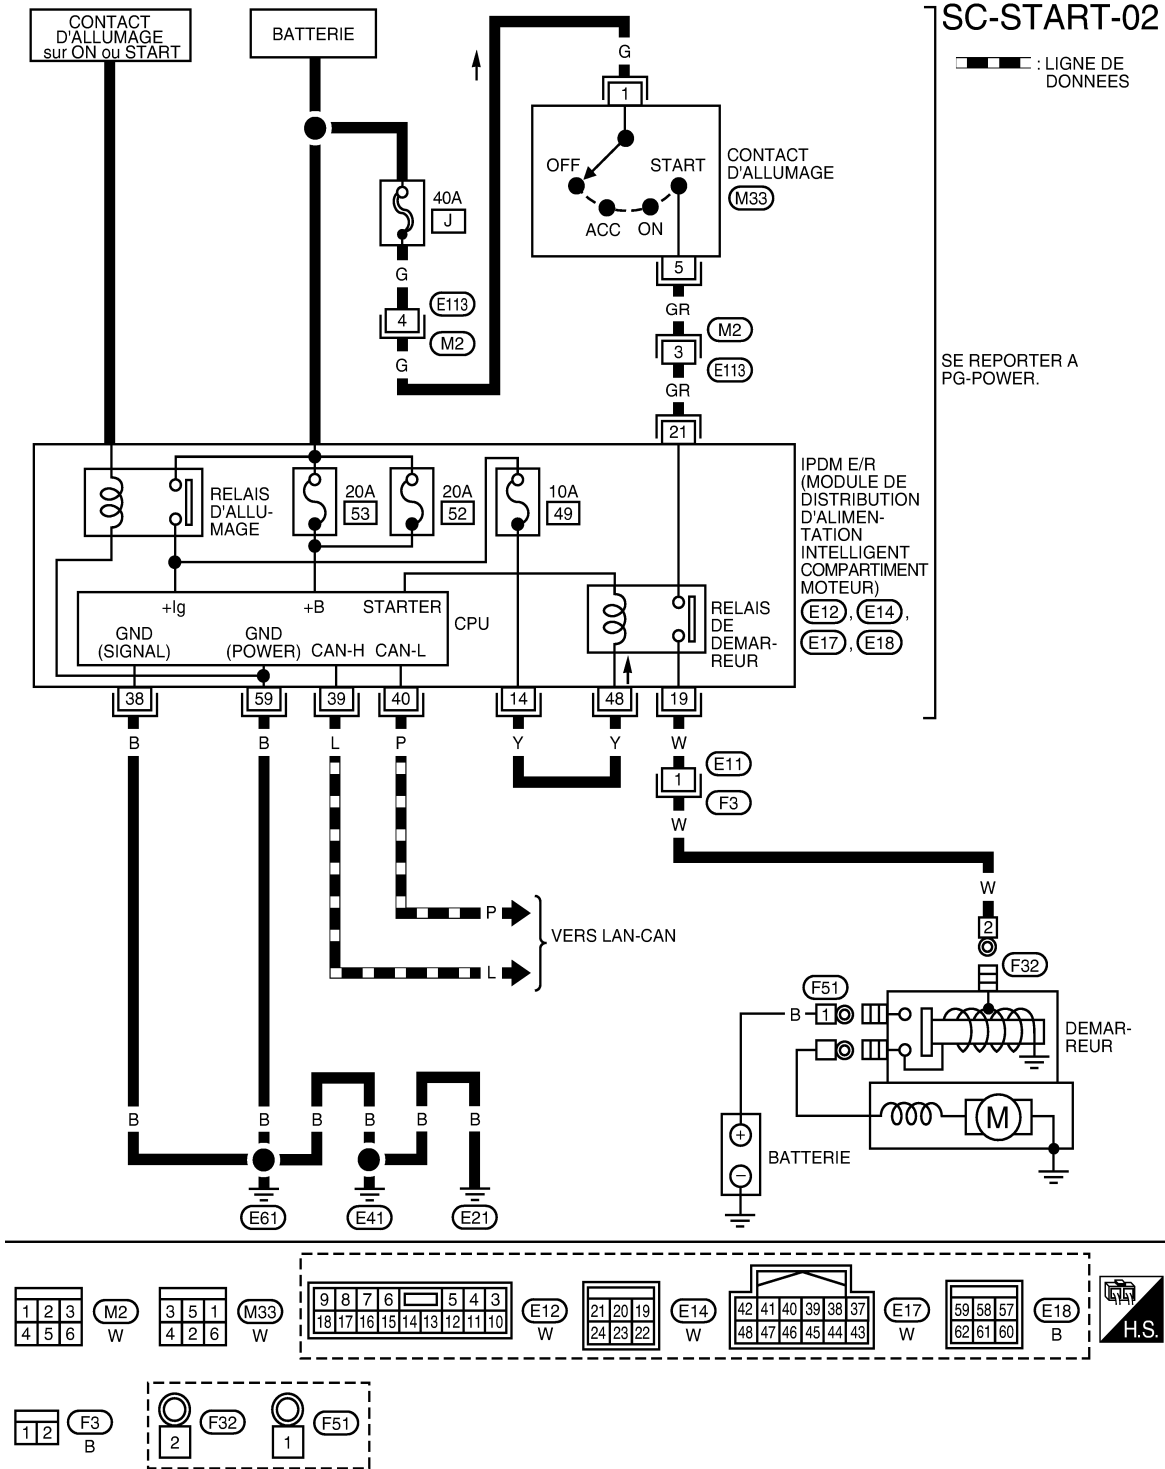 SC-START-02
: LIGNE DE
DONNEES
CONTACT
D'ALLUMAGE
sur ON ou START
BATTERIE
G
1
OFF
START
ACC
ON
CONTACT
D'ALLUMAGE
M33
40A
J
G
E113
4
M2
G
5
GR
M2
3
E113
GR
21
SE REPORTER A
PG-POWER.
RELAIS
D'ALLU-
MAGE
20A
53
20A
52
10A
49
IPDM E/R
(MODULE DE
DISTRIBUTION
D'ALIMEN-
TATION
INTELLIGENT
COMPARTIMENT
MOTEUR)
E12 , E14 ,
E17 , E18
+Ig
+B
STARTER
GND
(SIGNAL)
GND
(POWER)
CAN-H
CAN-L
CPU
RELAIS
DE
DEMAR-
REUR
38 59 39 40 14 48 19
B B L P Y Y W
E11
1
F3
W
W
2
F32
P
VERS LAN-CAN
L
F51
B 1
DEMAR-
REUR
M
+
BATTERIE
−
B B B B B B
E61 E41 E21
1 2 3
4 5 6
M2
W
3 5 1
4 2 6
M33
W
9 8 7 6 5 4 3
18 17 16 15 14 13 12 11 10
E12
W
21 20 19
24 23 22
E14
W
42 41 40 39 38 37
48 47 46 45 44 43
E17
W
59 58 57
62 61 60
E18
B
H.S.
1 2
F3
B
2
F32
1
F51